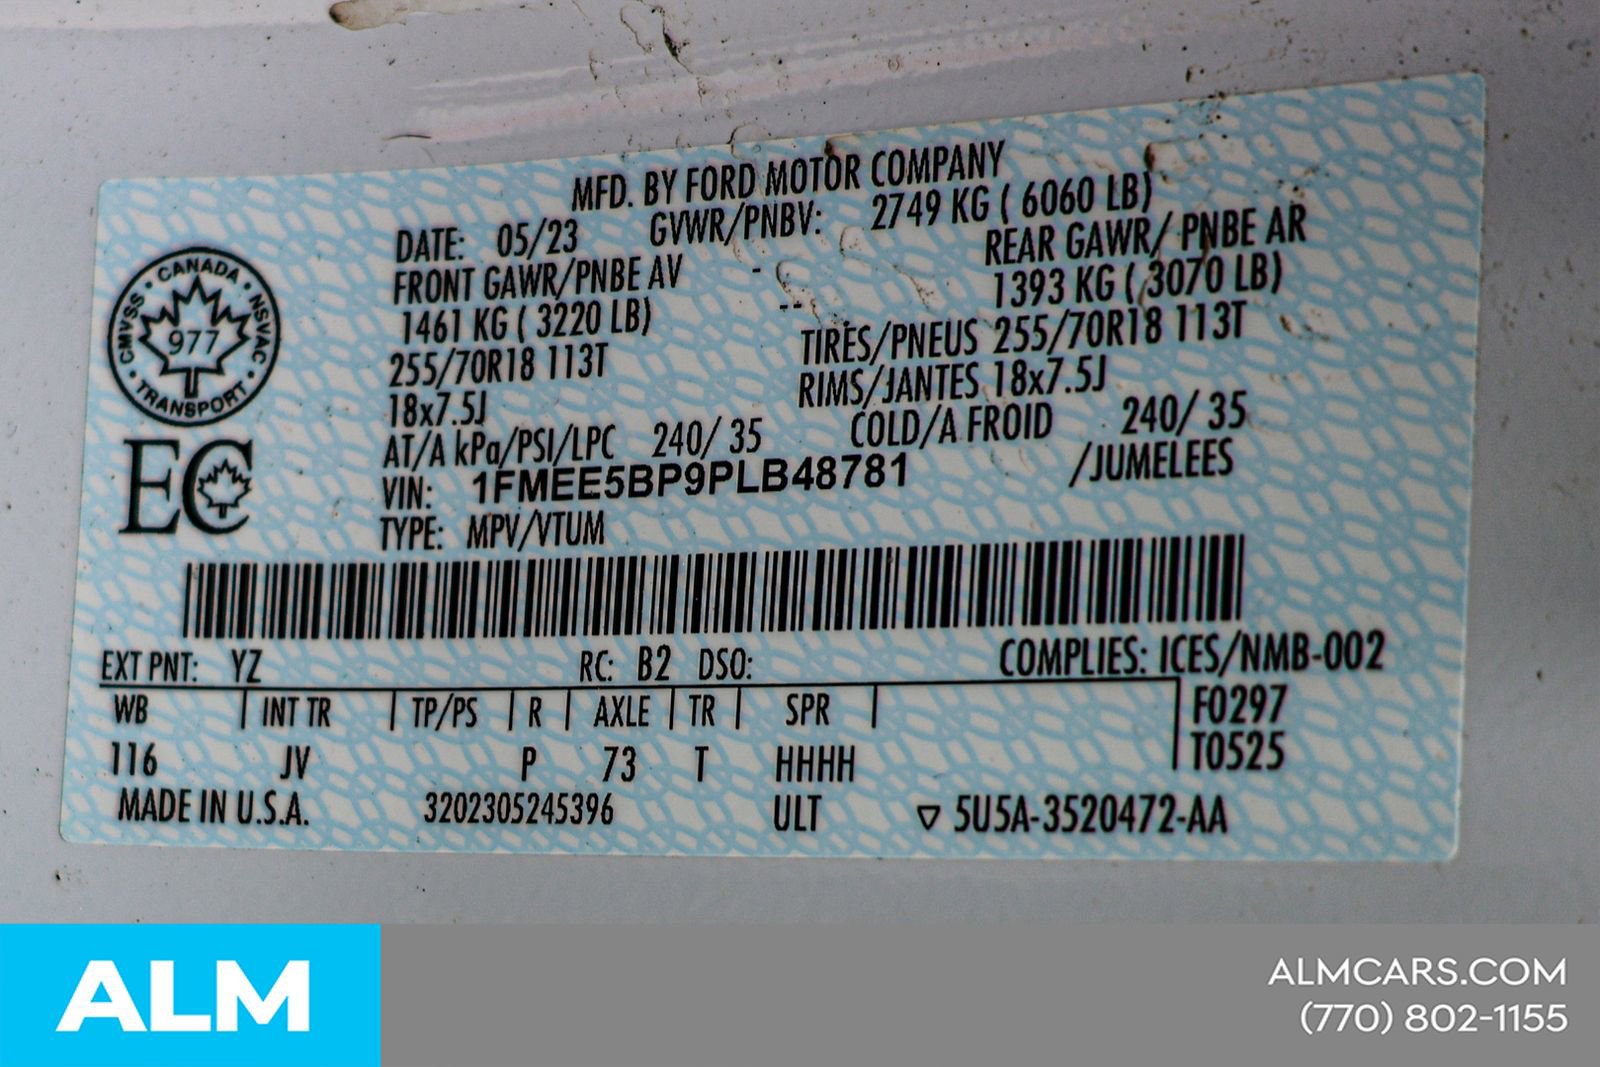 MFD. BY FORD MOTOR COMPANY
DATE: 05/23 GVWR/PNBV: 2749 KG ( 6060 LB)
FRONT GAWR/PNBE AV - REAR GAWR/ PNBE AR
1461 KG ( 3220 LB) -- 1393 KG ( 3070 LB)
255/70R18 113T TIRES/PNEUS 255/70R18 113T
18x7.5J RIMS/JANTES 18x7.5J
AT/A kPa/PSI/LPC 240/ 35 COLD/A FROID 240/ 35
VIN: 1FMEE5BP9PLB48781 /JUMELEES
TYPE: MPV/VTUM
CANADA
CMVSS · NSVAC
977
TRANSPORT
EC
EXT PNT: YZ RC: B2 DSO: COMPLIES: ICES/NMB-002
WB | INT TR | TP/PS | R | AXLE | TR | SPR | F0297
116 JV P 73 T HHHH T0525
MADE IN U.S.A. 3202305245396 ULT ▽ 5U5A-3520472-AA
ALM
ALMCARS.COM
(770) 802-1155